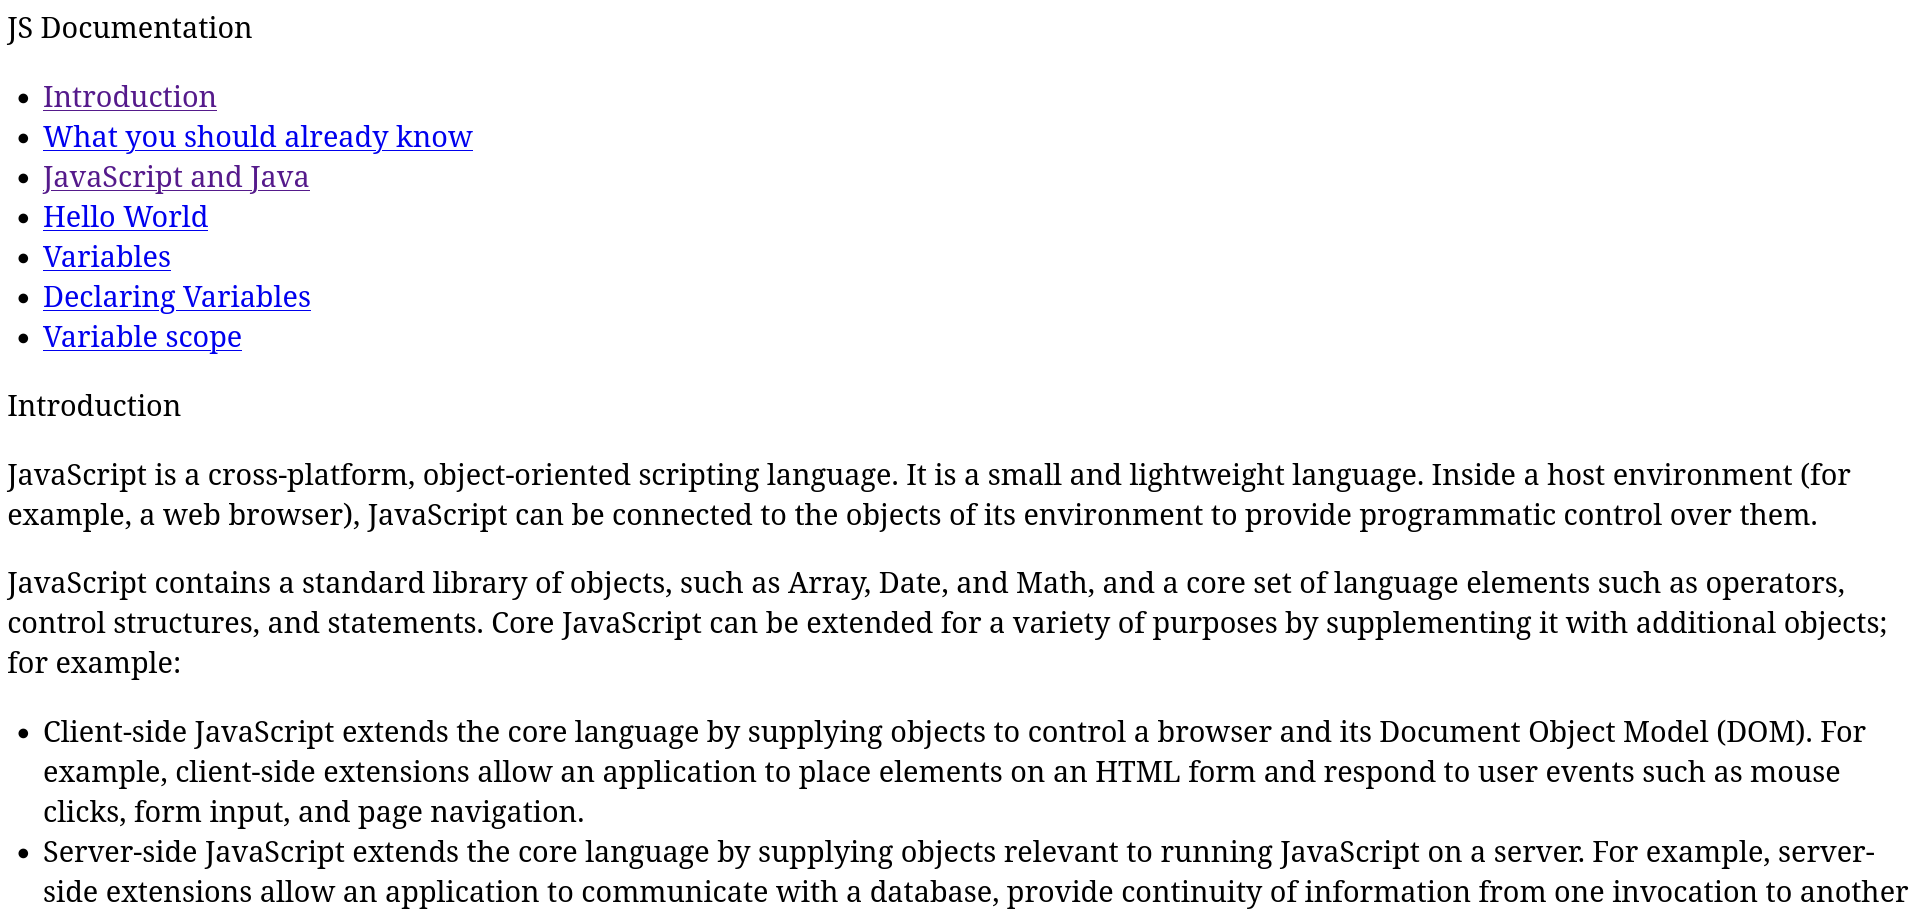 JS Documentation
Introduction
What you should already know
JavaScript and Java
Hello World
Variables
Declaring Variables
Variable scope
Introduction
JavaScript is a cross-platform, object-oriented scripting language. It is a small and lightweight language. Inside a host environment (for
example, a web browser), JavaScript can be connected to the objects of its environment to provide programmatic control over them.
JavaScript contains a standard library of objects, such as Array, Date, and Math, and a core set of language elements such as operators,
control structures, and statements. Core JavaScript can be extended for a variety of purposes by supplementing it with additional objects;
for example:
Client-side JavaScript extends the core language by supplying objects to control a browser and its Document Object Model (DOM). For
example, client-side extensions allow an application to place elements on an HTML form and respond to user events such as mouse
clicks, form input, and page navigation.
Server-side JavaScript extends the core language by supplying objects relevant to running JavaScript on a server. For example, server-
side extensions allow an application to communicate with a database, provide continuity of information from one invocation to another